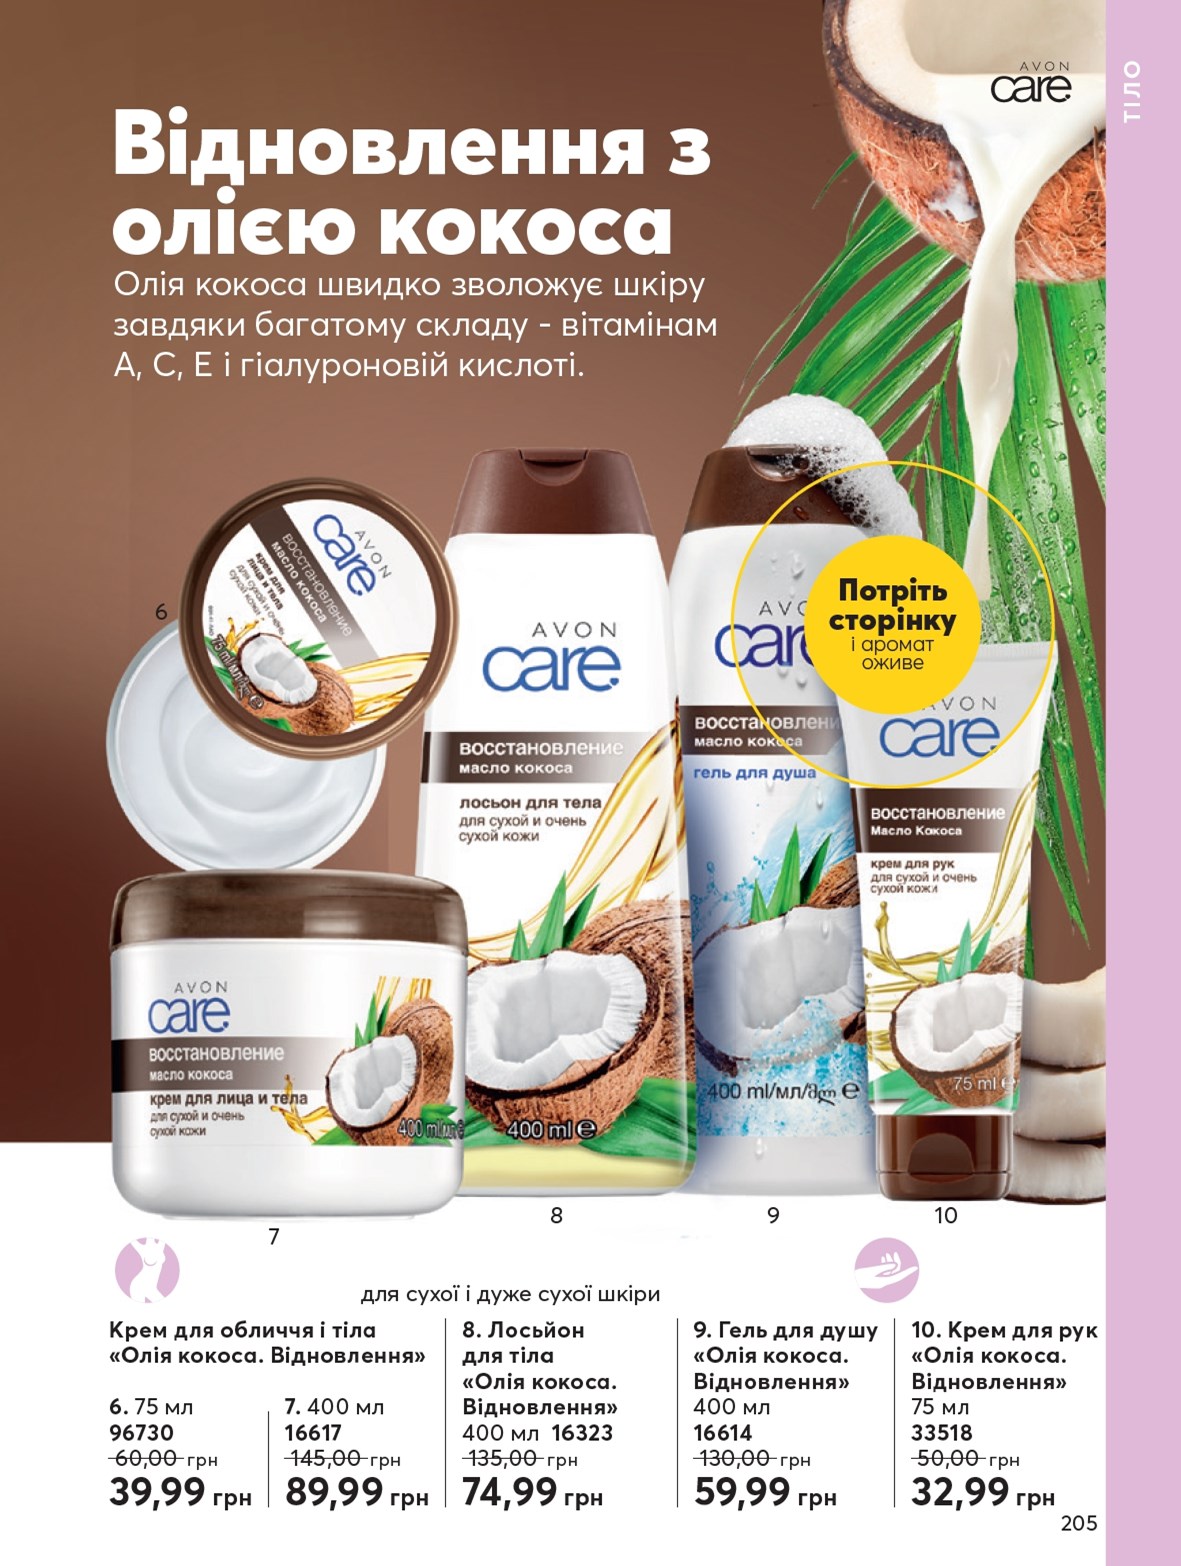 AVON
care
ТІЛО
Відновлення з
олією кокоса
Олія кокоса швидко зволожує шкіру
завдяки багатому складу - вітамінам
А, С, Е і гіалуроновій кислоті.
6
AVON
care
ВОССТАНОВЛЕНИЕ
масло кокоса
крем для
лица и тела
для сухой и очень
сухой кожи
75 ml/мл
AVON
care
ВОССТАНОВЛЕНИЕ
масло кокоса
лосьон для тела
для сухой и очень
сухой кожи
400 ml e
care
ВОССТАНОВЛЕНИ
масло кокоса
гель для душа
400 ml/мл/მლ e
Потріть
сторінку
і аромат
оживе
AVON
care
ВОССТАНОВЛЕНИЕ
Масло Кокоса
крем для рук
для сухой и очень
сухой кожи
75 ml e
AVON
care
ВОССТАНОВЛЕНИЕ
масло кокоса
крем для лица и тела
для сухой и очень
сухой кожи
400 ml
7
8
9
10
для сухої і дуже сухої шкіри
Крем для обличчя і тіла
«Олія кокоса. Відновлення»
6. 75 мл
96730
60,00 грн
39,99 грн
7. 400 мл
16617
145,00 грн
89,99 грн
8. Лосьйон
для тіла
«Олія кокоса.
Відновлення»
400 мл 16323
135,00 грн
74,99 грн
9. Гель для душу
«Олія кокоса.
Відновлення»
400 мл
16614
130,00 грн
59,99 грн
10. Крем для рук
«Олія кокоса.
Відновлення»
75 мл
33518
50,00 грн
32,99 грн
205